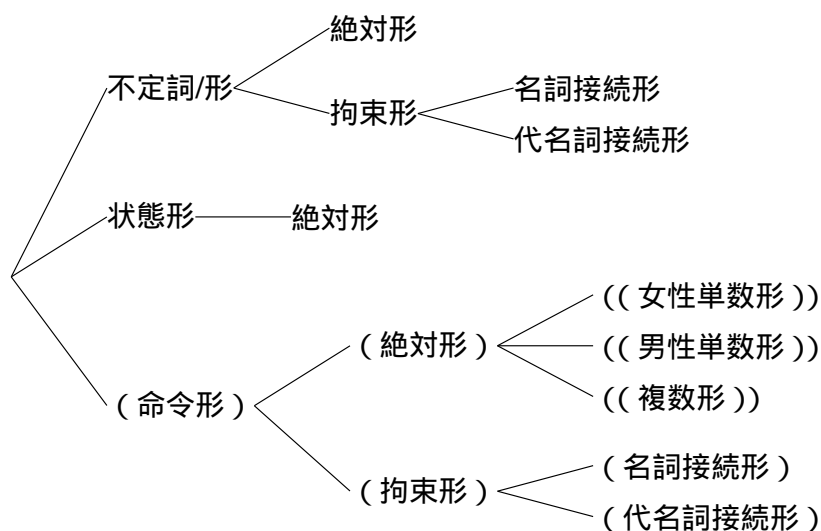 絶対形
不定詞/形
拘束形
名詞接続形
代名詞接続形
状態形
絶対形
((女性単数形))
(絶対形)
((男性単数形))
((複数形))
(命令形)
(名詞接続形)
(拘束形)
(代名詞接続形)